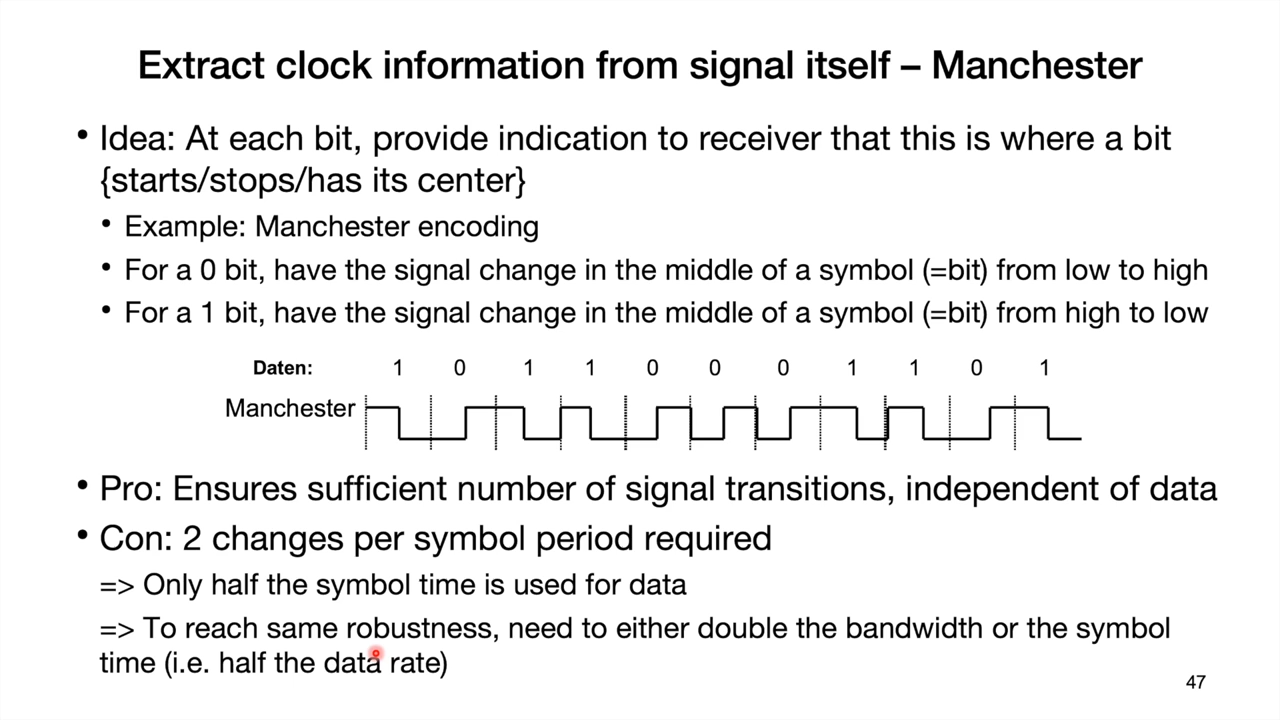 Extract clock information from signal itself – Manchester
• Idea: At each bit, provide indication to receiver that this is where a bit
{starts/stops/has its center}
• Example: Manchester encoding
• For a 0 bit, have the signal change in the middle of a symbol (=bit) from low to high
• For a 1 bit, have the signal change in the middle of a symbol (=bit) from high to low
Daten: 1 0 1 1 0 0 0 1 1 0 1
Manchester
• Pro: Ensures sufficient number of signal transitions, independent of data
• Con: 2 changes per symbol period required
=> Only half the symbol time is used for data
=> To reach same robustness, need to either double the bandwidth or the symbol
time (i.e. half the data rate)
47